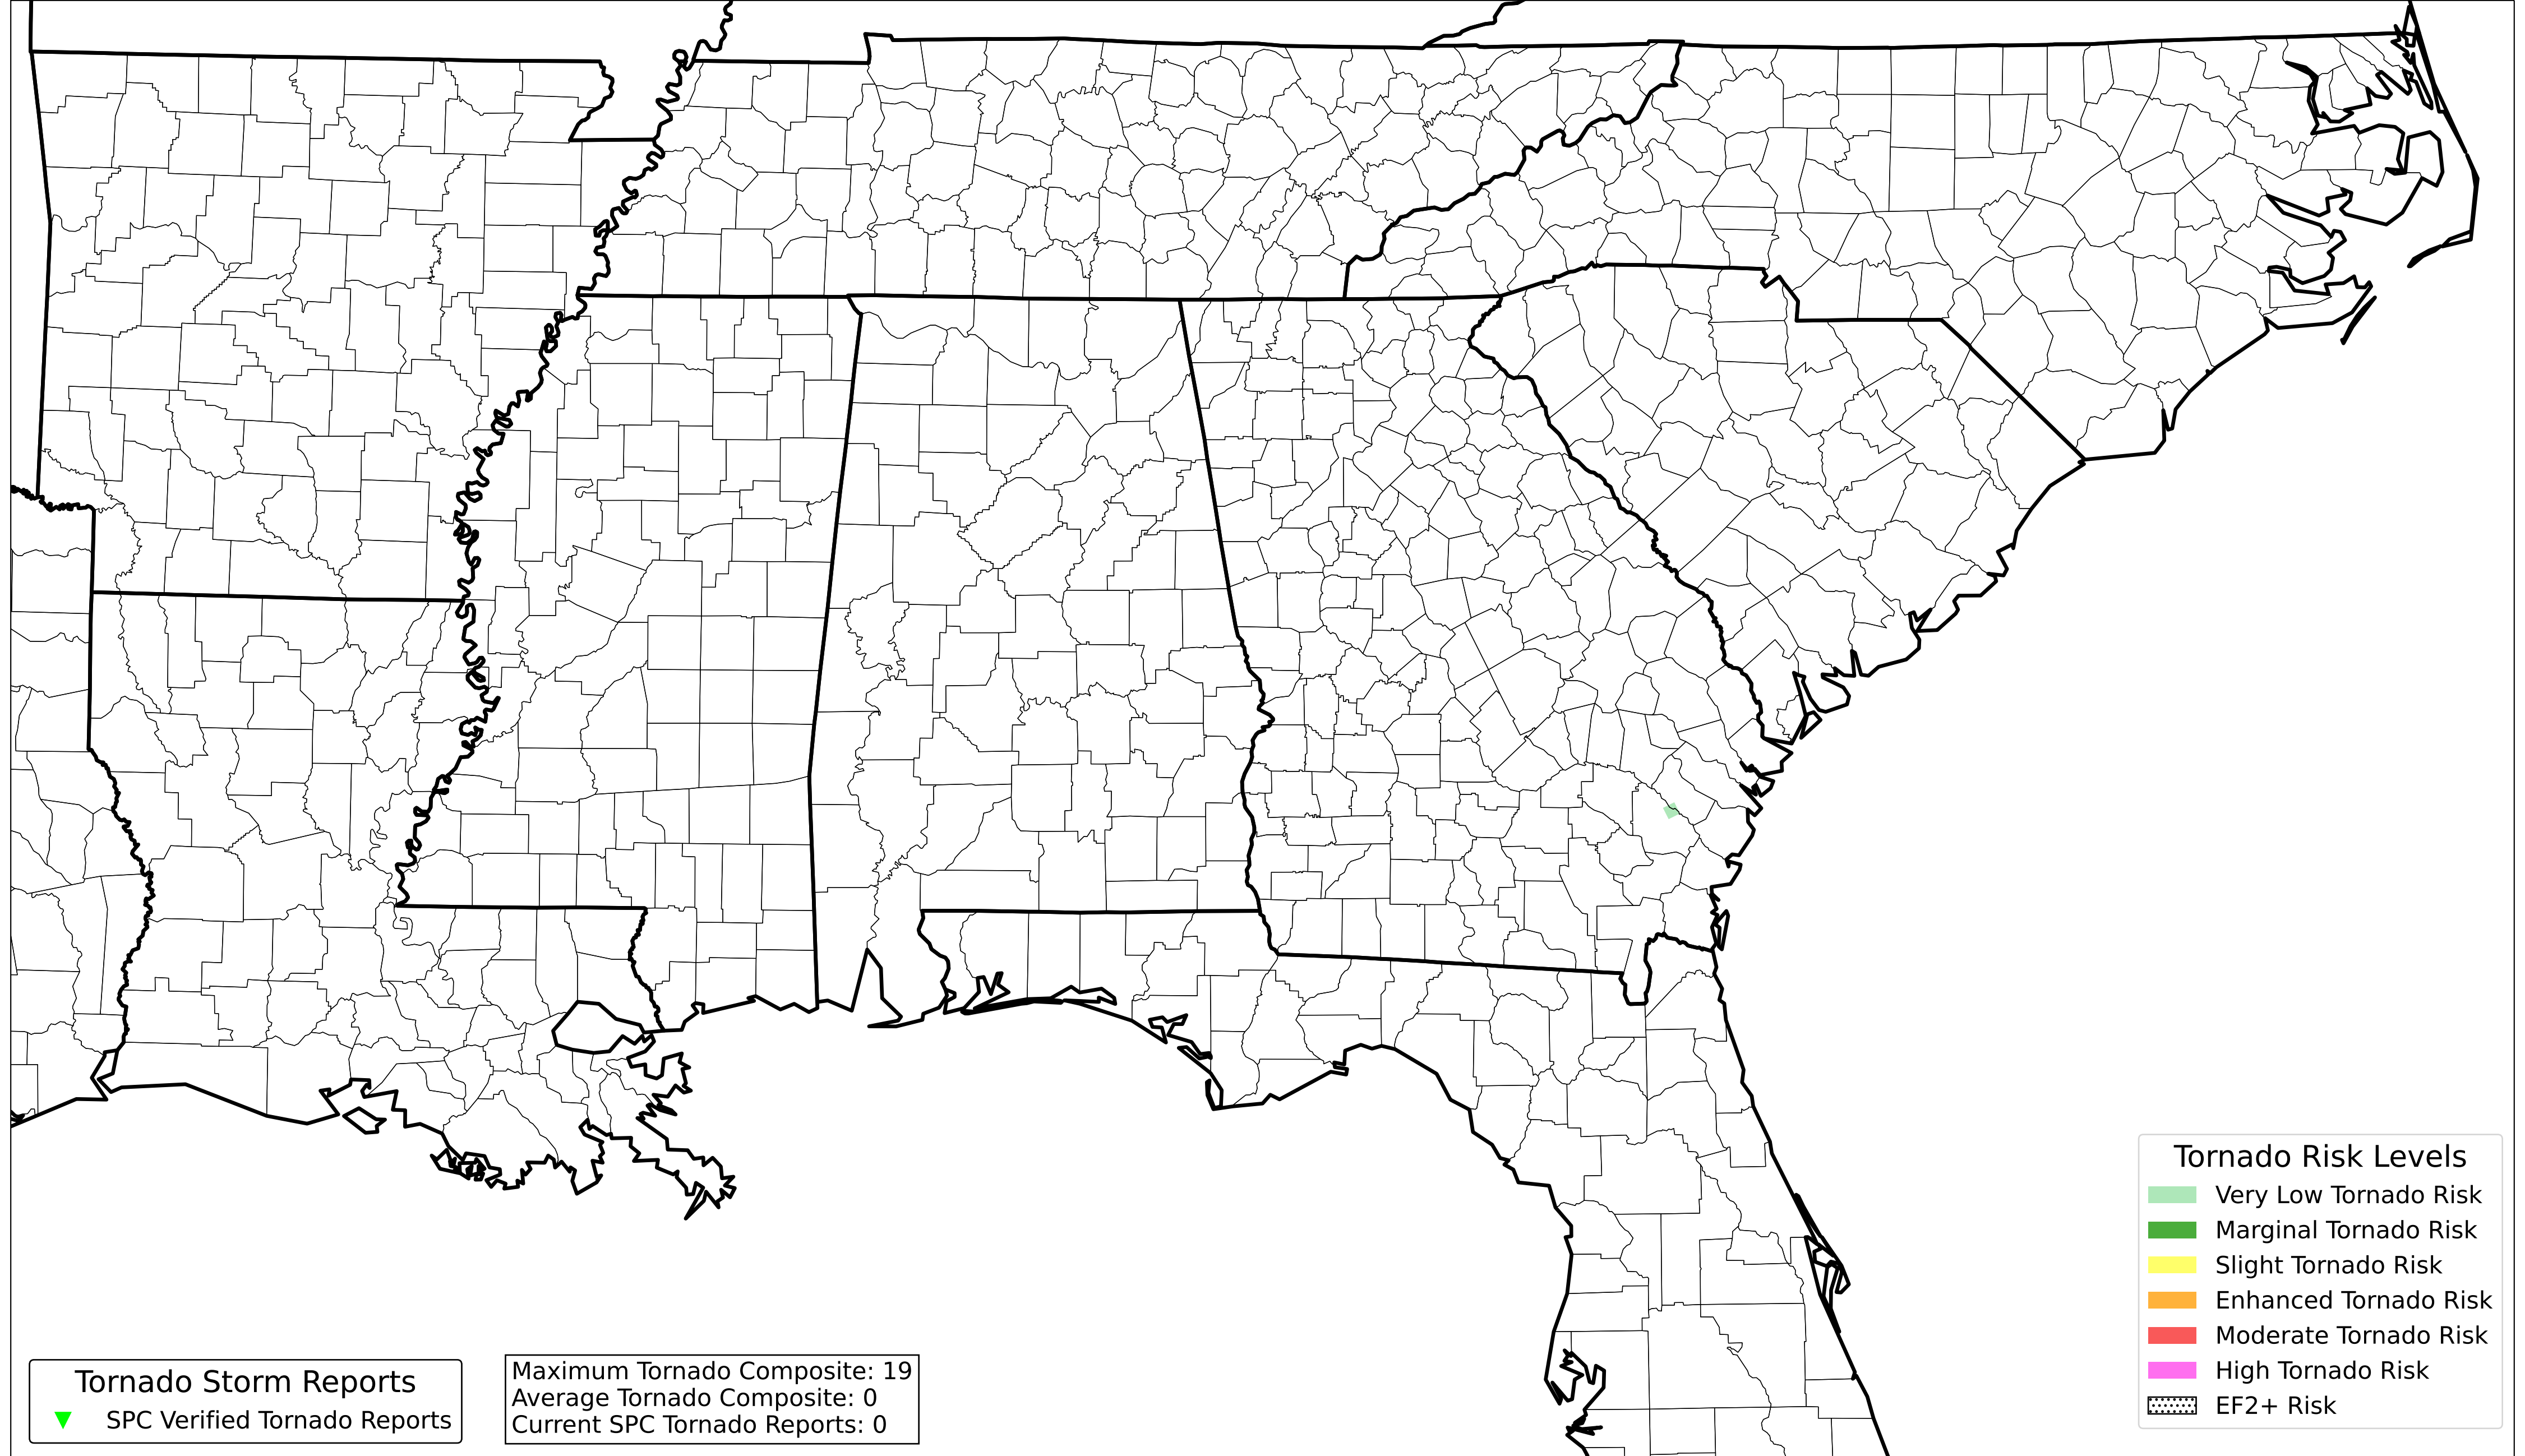 Tornado Risk Levels
Very Low Tornado Risk
Marginal Tornado Risk
Slight Tornado Risk
Enhanced Tornado Risk
Moderate Tornado Risk
High Tornado Risk
EF2+ Risk
Tornado Storm Reports
SPC Verified Tornado Reports
Maximum Tornado Composite: 19
Average Tornado Composite: 0
Current SPC Tornado Reports: 0